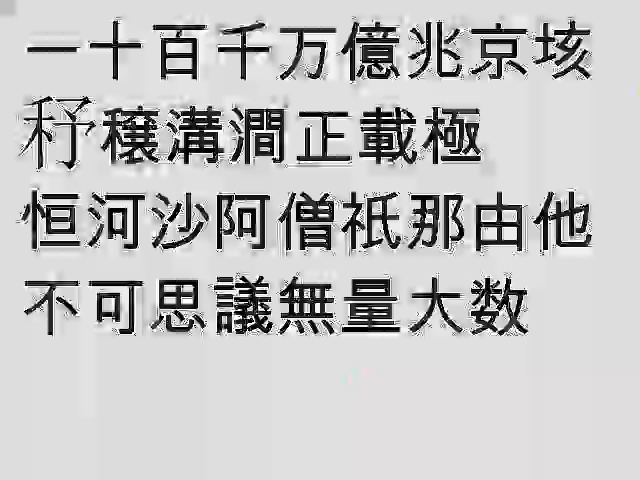 一十百千万億兆京垓
𥝱穣溝澗正載極
恒河沙阿僧祇那由他
不可思議無量大数